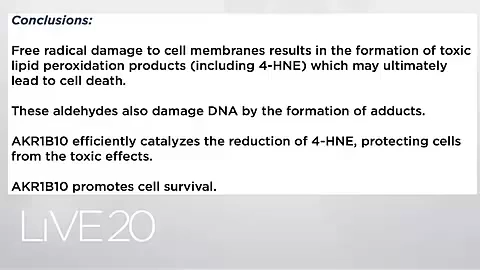 Conclusions:
Free radical damage to cell membranes results in the formation of toxic
lipid peroxidation products (including 4-HNE) which may ultimately
lead to cell death.
These aldehydes also damage DNA by the formation of adducts.
AKR1B10 efficiently catalyzes the reduction of 4-HNE, protecting cells
from the toxic effects.
AKR1B10 promotes cell survival.
LiVE20